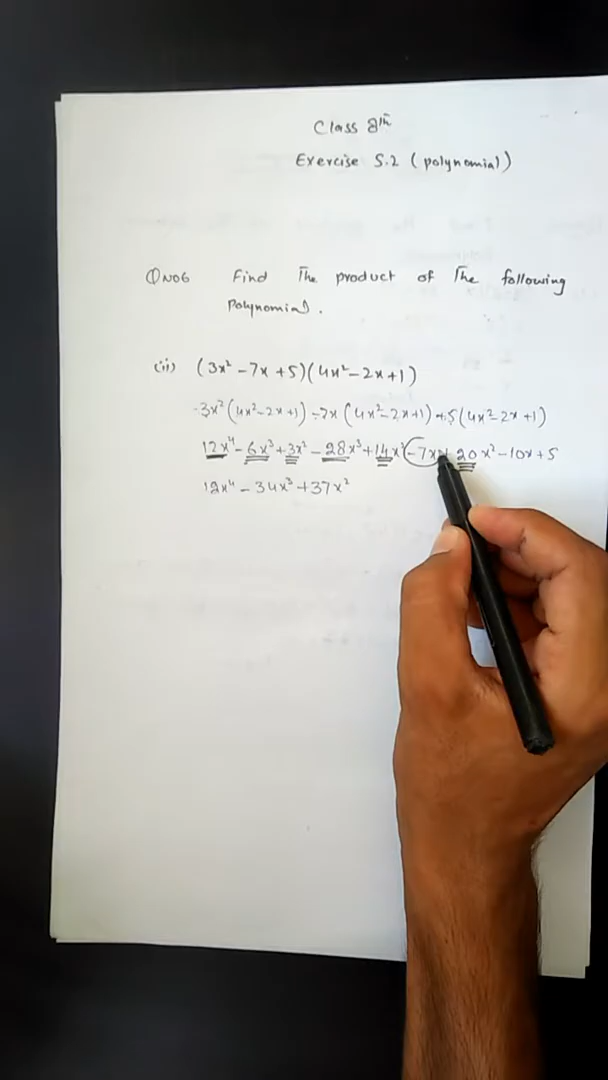 Class 8th
Exercise 5.2 (polynomial)
QNO6 Find The product of The following
Polynomial.
(ii) (3x² - 7x + 5)(4x² - 2x + 1)
3x²(4x² - 2x + 1) - 7x(4x² - 2x + 1) + 5(4x² - 2x + 1)
12x⁴ - 6x³ + 3x² - 28x³ + 14x² - 7x + 20x² - 10x + 5
12x⁴ - 34x³ + 37x²